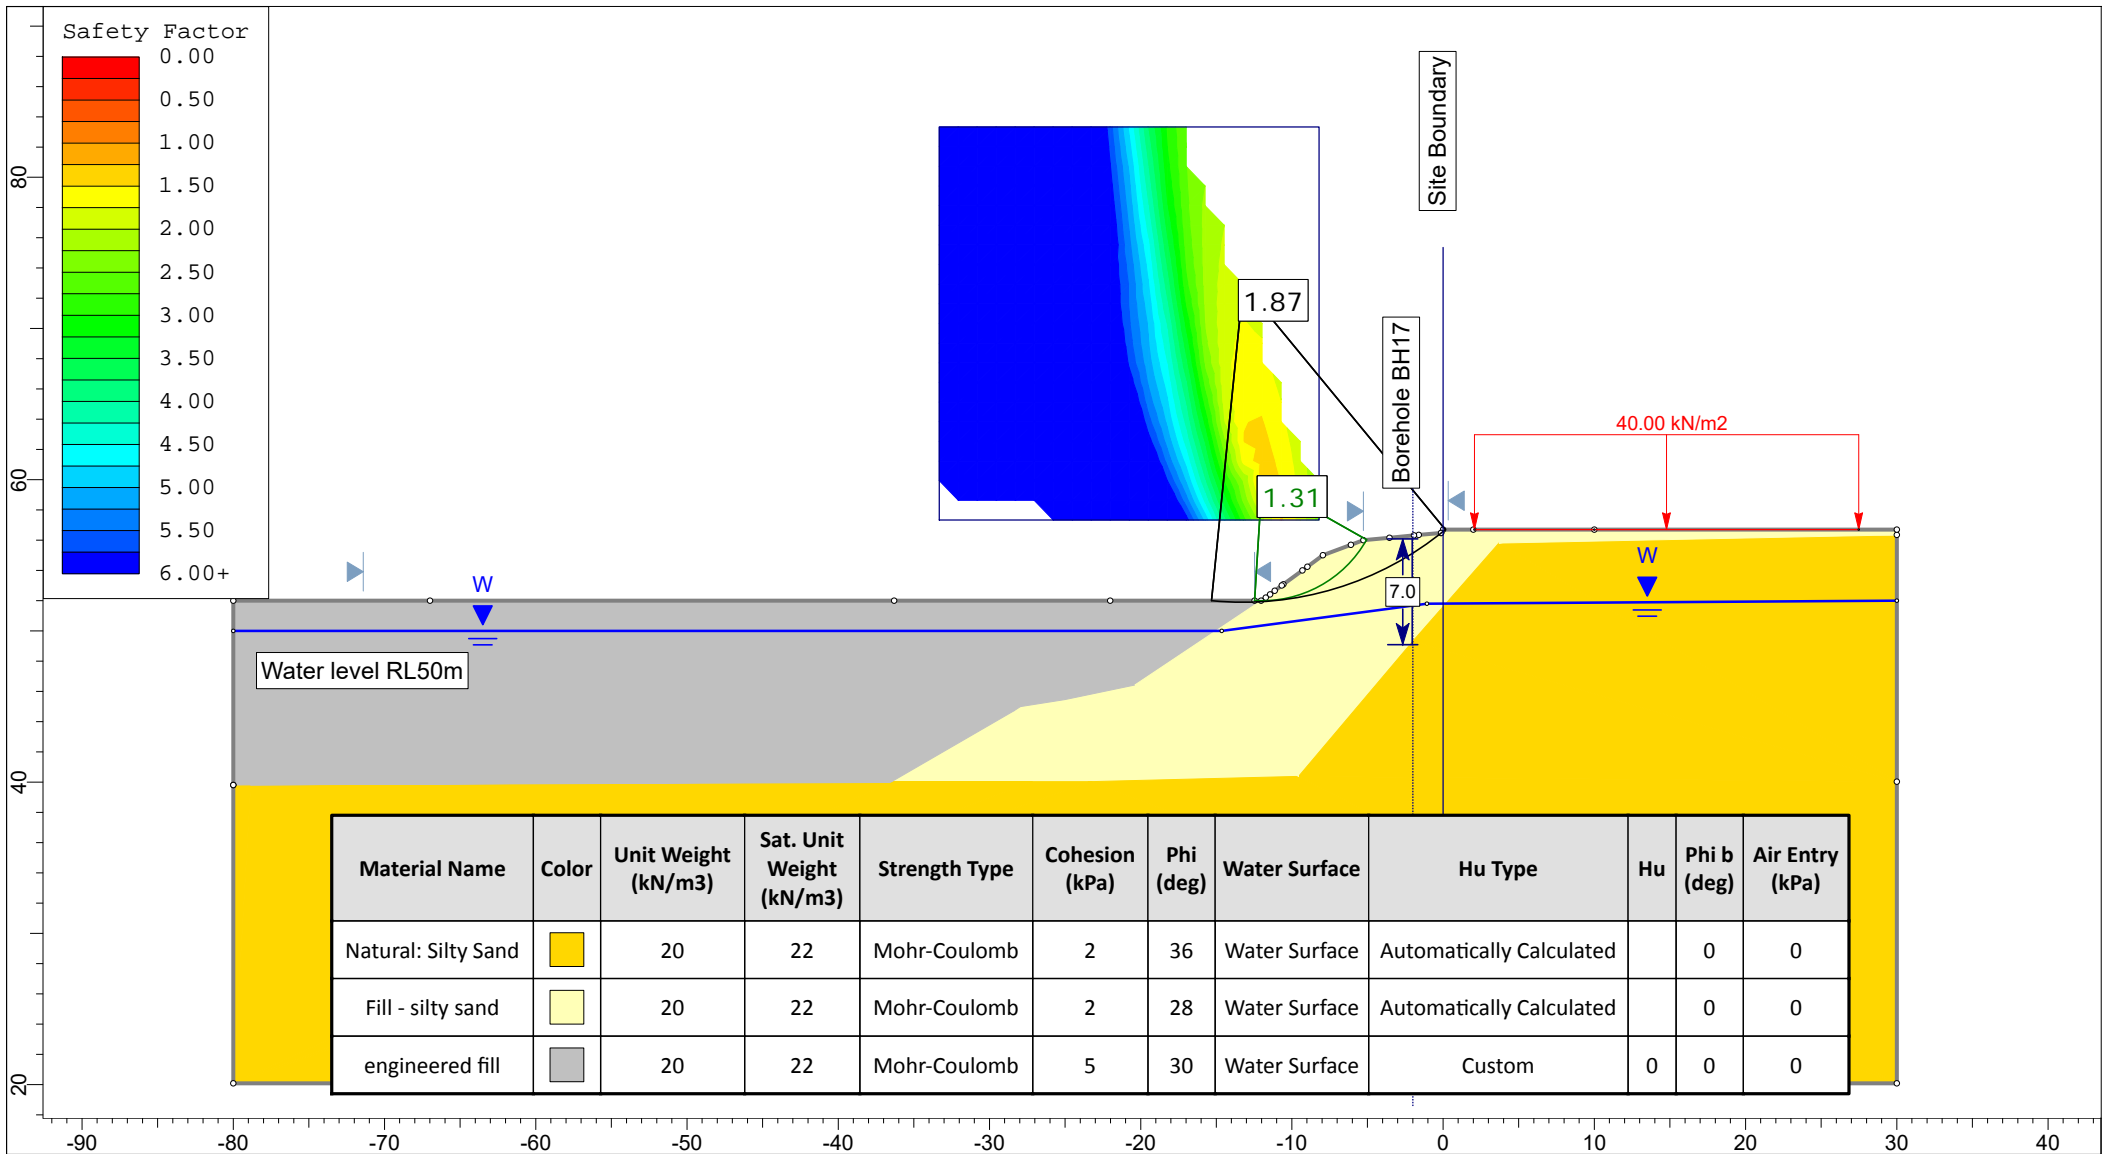 Safety Factor
0.00
0.50
1.00
1.50
2.00
2.50
3.00
3.50
4.00
4.50
5.00
5.50
6.00+
Site Boundary
1.87
Borehole BH17
40.00 kN/m2
1.31
W
W
7.0
Water level RL50m
80
60
40
20
Material Name Color Unit Weight (kN/m3) Sat. Unit Weight (kN/m3) Strength Type Cohesion (kPa) Phi (deg) Water Surface Hu Type Hu Phi b (deg) Air Entry (kPa)
Natural: Silty Sand 20 22 Mohr-Coulomb 2 36 Water Surface Automatically Calculated 0 0
Fill - silty sand 20 22 Mohr-Coulomb 2 28 Water Surface Automatically Calculated 0 0
engineered fill 20 22 Mohr-Coulomb 5 30 Water Surface Custom 0 0 0
-90 -80 -70 -60 -50 -40 -30 -20 -10 0 10 20 30 40